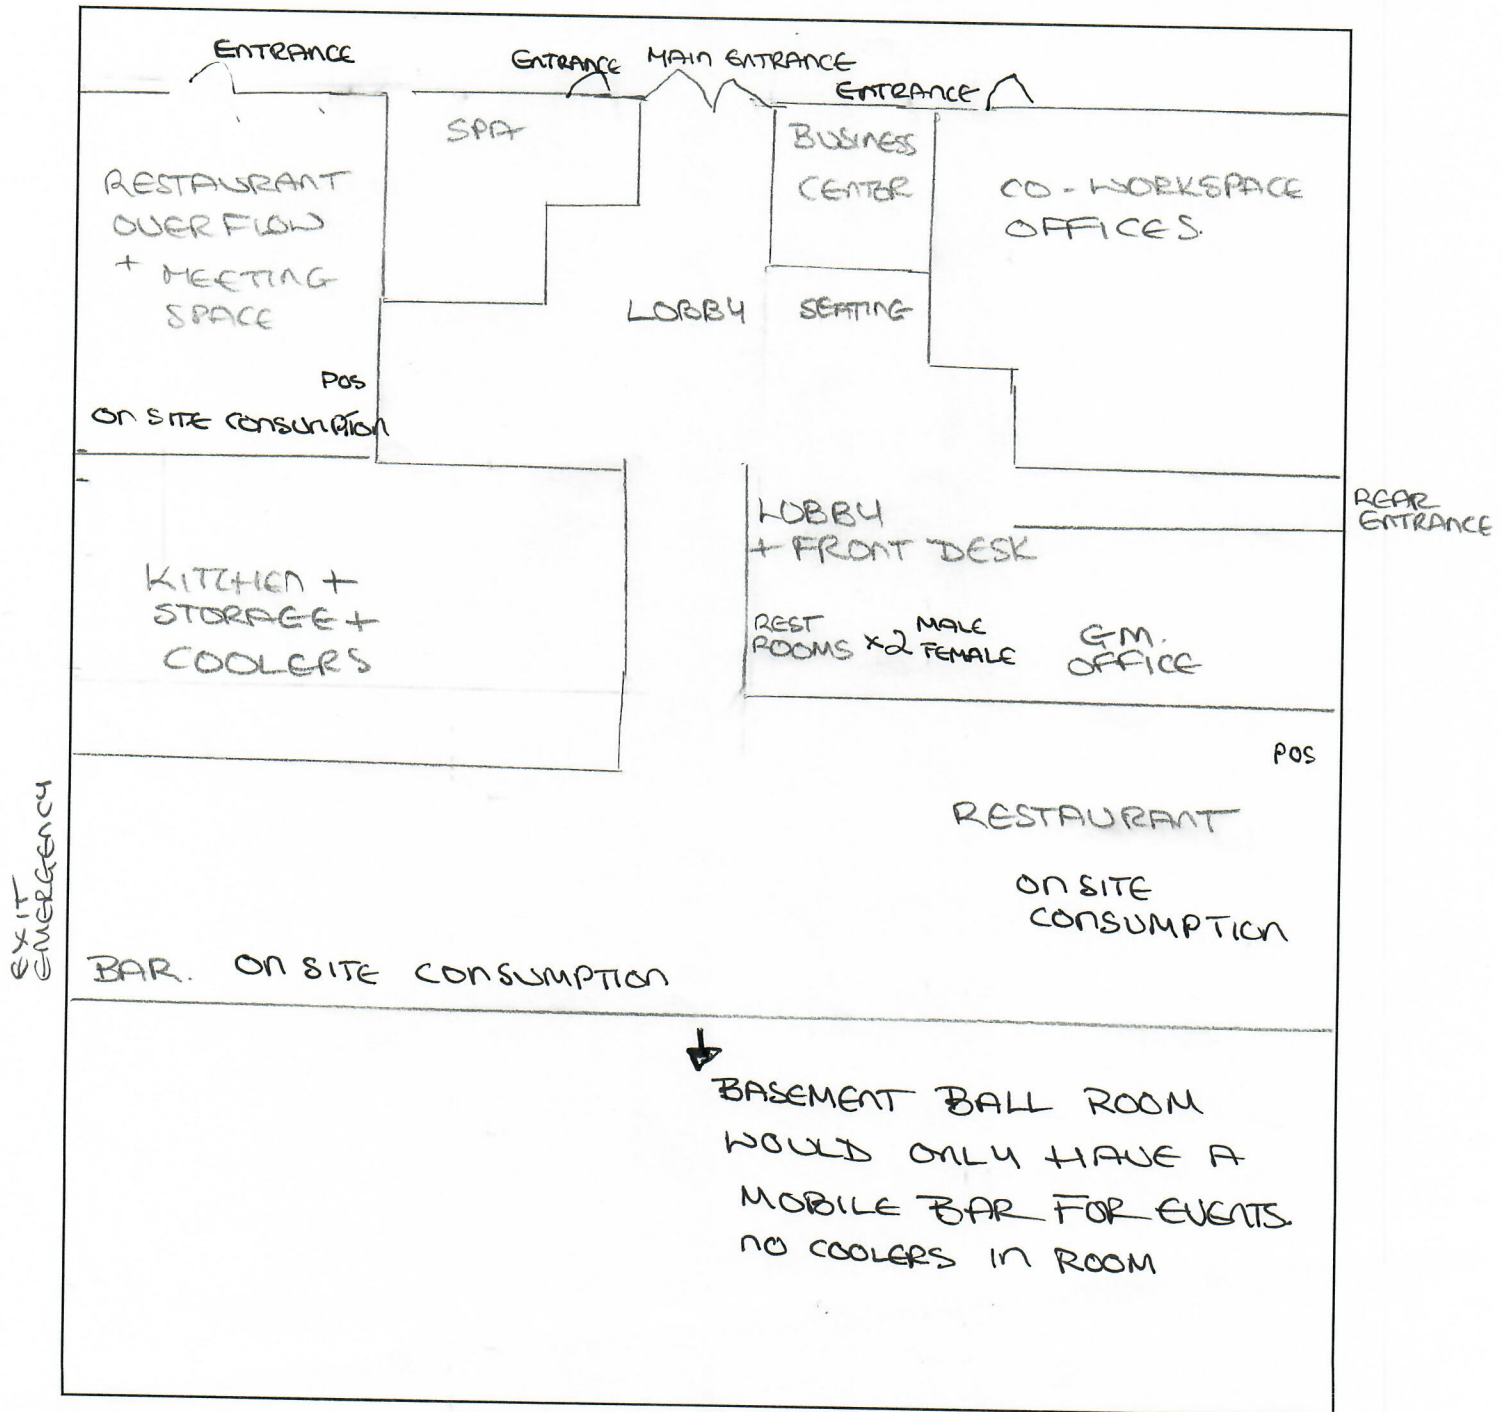 ENTRANCE
ENTRANCE
MAIN ENTRANCE
ENTRANCE
SPA
BUSINESS
CENTER
RESTAURANT
OVERFLOW
+ MEETING
SPACE
CO-WORKSPACE
OFFICES.
LOBBY
SEATING
POS
ON SITE CONSUMPTION
REAR
ENTRANCE
LOBBY
+ FRONT DESK
KITCHEN +
STORAGE +
COOLERS
REST
ROOMS x2 MALE
FEMALE
GM.
OFFICE
POS
RESTAURANT
ON SITE
CONSUMPTION
EXIT
EMERGENCY
BAR. ON SITE CONSUMPTION
BASEMENT BALL ROOM
WOULD ONLY HAVE A
MOBILE BAR FOR EVENTS.
NO COOLERS IN ROOM